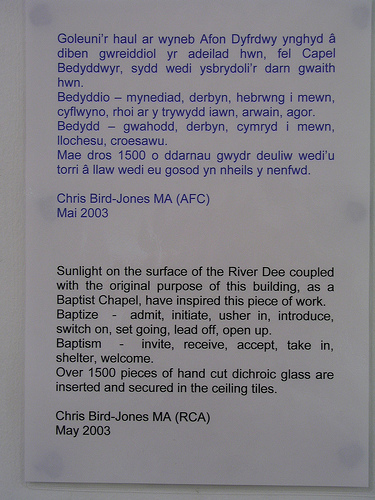 Goleuni'r haul ar wyneb Afon Dyfrdwy ynghyd â
diben gwreiddiol yr adeilad hwn, fel Capel
Bedyddwyr, sydd wedi ysbrydoli'r darn gwaith
hwn.
Bedyddio – mynediad, derbyn, hebrwng i mewn,
cyflwyno, rhoi ar y trywydd iawn, arwain, agor.
Bedydd – gwahodd, derbyn, cymryd i mewn,
llochesu, croesawu.
Mae dros 1500 o ddarnau gwydr deuliw wedi'u
torri â llaw wedi eu gosod yn nheils y nenfwd.
Chris Bird-Jones MA (AFC)
Mai 2003
Sunlight on the surface of the River Dee coupled
with the original purpose of this building, as a
Baptist Chapel, have inspired this piece of work.
Baptize - admit, initiate, usher in, introduce,
switch on, set going, lead off, open up.
Baptism - invite, receive, accept, take in,
shelter, welcome.
Over 1500 pieces of hand cut dichroic glass are
inserted and secured in the ceiling tiles.
Chris Bird-Jones MA (RCA)
May 2003